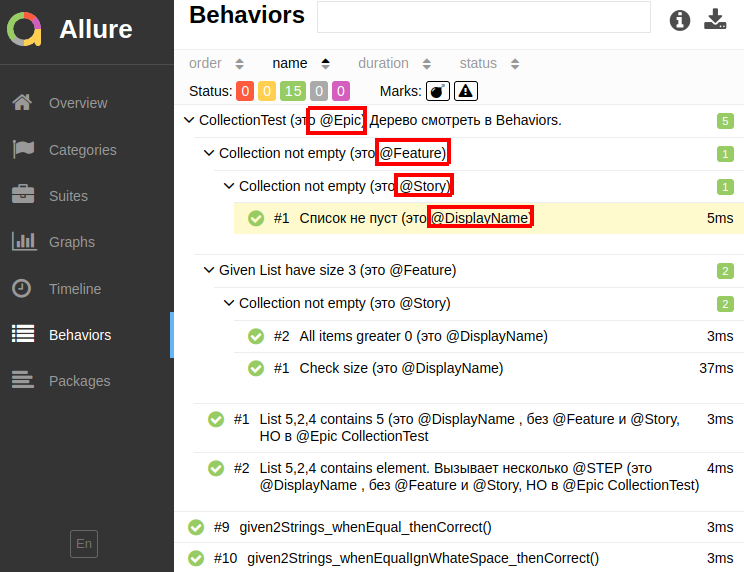 Allure
Overview
Categories
Suites
Graphs
Timeline
Behaviors
Packages
En
Behaviors
order name duration status
Status: 0 0 15 0 0 Marks:
CollectionTest (это @Epic) Дерево смотреть в Behaviors. 5
Collection not empty (это @Feature) 1
Collection not empty (это @Story) 1
#1 Список не пуст (это @DisplayName) 5ms
Given List have size 3 (это @Feature) 2
Collection not empty (это @Story) 2
#2 All items greater 0 (это @DisplayName) 3ms
#1 Check size (это @DisplayName) 37ms
#1 List 5,2,4 contains 5 (это @DisplayName , без @Feature и @Story, 3ms
НО в @Epic CollectionTest
#2 List 5,2,4 contains element. Вызывает несколько @STEP (это 4ms
@DisplayName , без @Feature и @Story, НО в @Epic CollectionTest)
#9 given2Strings_whenEqual_thenCorrect() 3ms
#10 given2Strings_whenEqualIgnWhateSpace_thenCorrect() 3ms